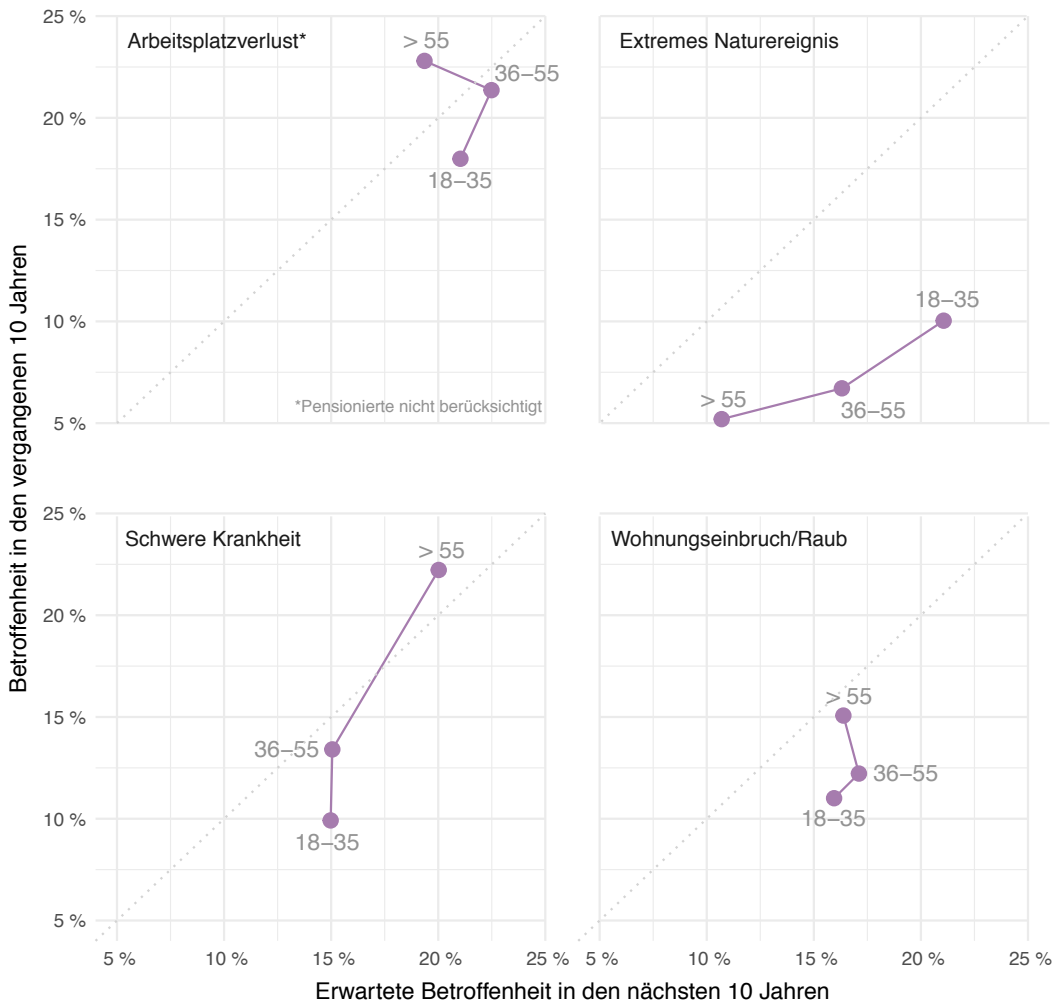 25 %
Arbeitsplatzverlust*
> 55
36–55
20 %
18–35
15 %
10 %
*Pensionierte nicht berücksichtigt
5 %
Extremes Naturereignis
18–35
> 55
36–55
Betroffenheit in den vergangenen 10 Jahren
25 %
Schwere Krankheit
> 55
20 %
15 %
36–55
10 %
18–35
5 %
Wohnungseinbruch/Raub
> 55
36–55
18–35
5 % 10 % 15 % 20 % 25 % 5 % 10 % 15 % 20 % 25 %
Erwartete Betroffenheit in den nächsten 10 Jahren